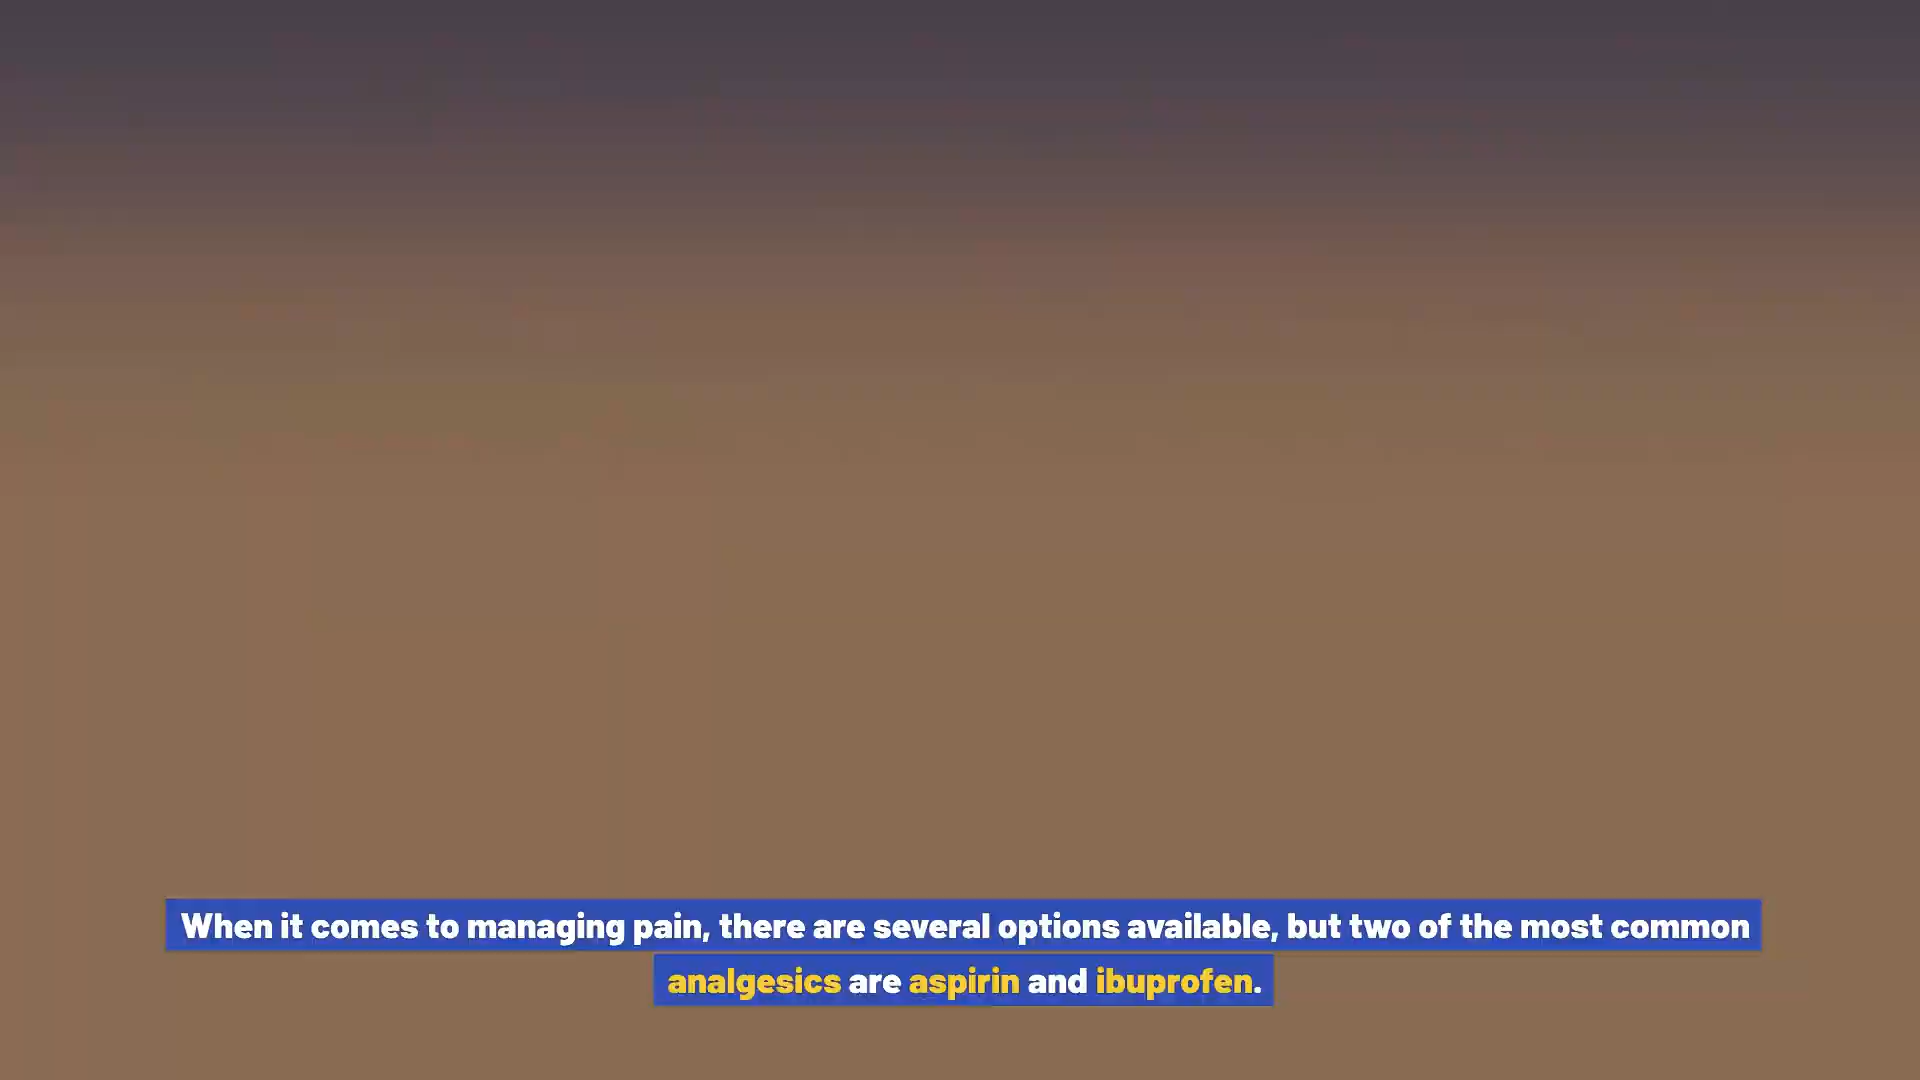 When it comes to managing pain, there are several options available, but two of the most common
analgesics are aspirin and ibuprofen.